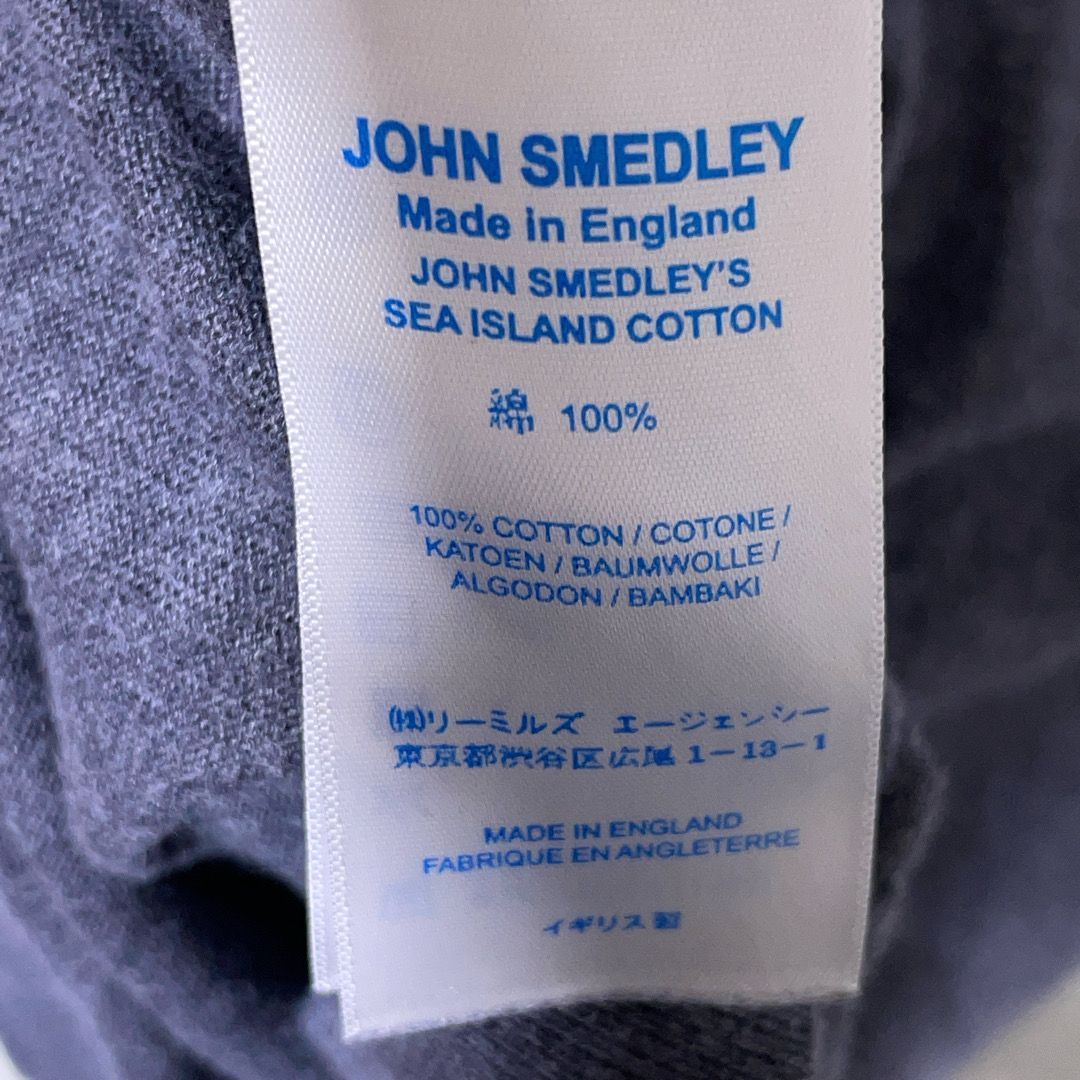 JOHN SMEDLEY
Made in England
JOHN SMEDLEY'S
SEA ISLAND COTTON
綿 100%
100% COTTON / COTONE /
KATOEN / BAUMWOLLE /
ALGODON / BAMBAKI
㈱リーミルズ エージェンシー
東京都渋谷区広尾1-13-1
MADE IN ENGLAND
FABRIQUE EN ANGLETERRE
イギリス製